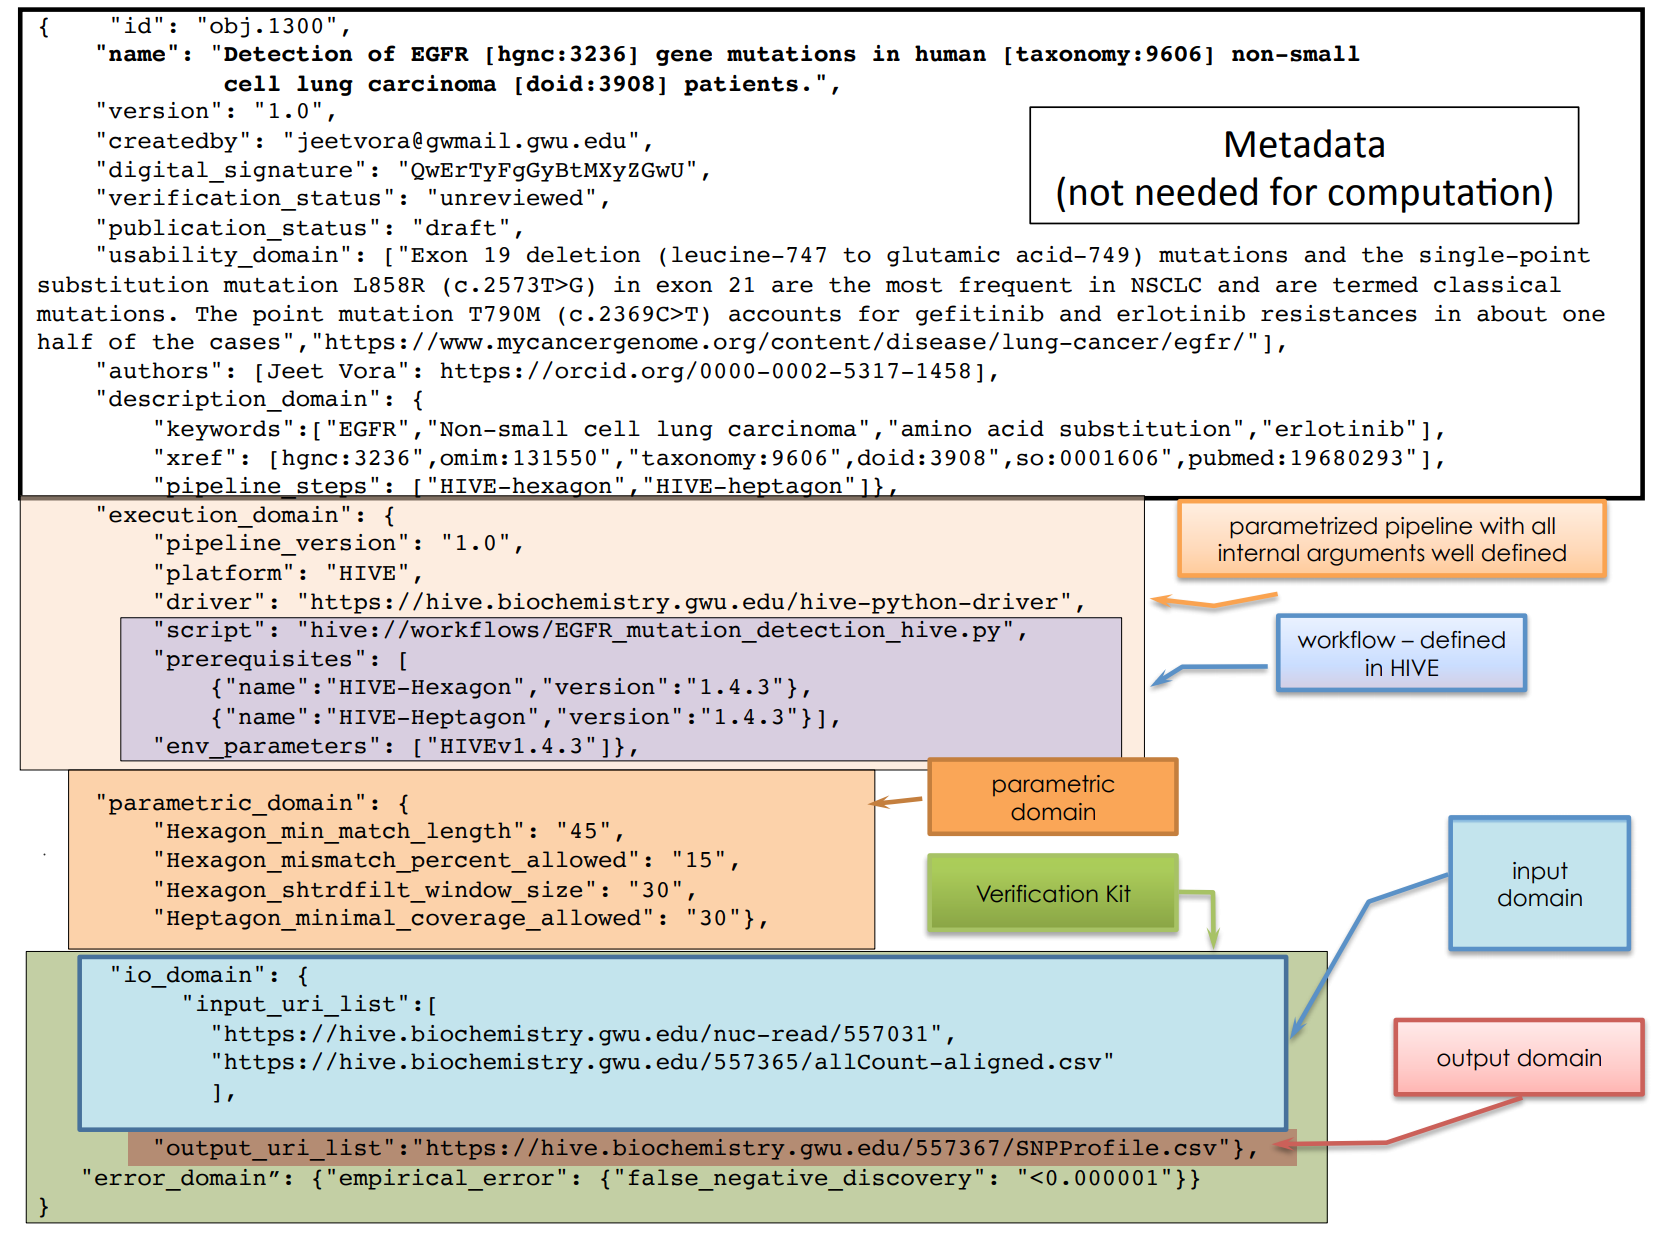 {    "id": "obj.1300",
"name": "Detection of EGFR [hgnc:3236] gene mutations in human [taxonomy:9606] non-small
cell lung carcinoma [doid:3908] patients.",
"version": "1.0",
"createdby": "jeetvora@gwmail.gwu.edu",
"digital_signature": "QwErTyFgGyBtMXyZGwU",
"verification_status": "unreviewed",
"publication_status": "draft",
Metadata
(not needed for computation)
"usability_domain": ["Exon 19 deletion (leucine-747 to glutamic acid-749) mutations and the single-point
substitution mutation L858R (c.2573T>G) in exon 21 are the most frequent in NSCLC and are termed classical
mutations. The point mutation T790M (c.2369C>T) accounts for gefitinib and erlotinib resistances in about one
half of the cases","https://www.mycancergenome.org/content/disease/lung-cancer/egfr/"],
"authors": [Jeet Vora": https://orcid.org/0000-0002-5317-1458],
"description_domain": {
"keywords":["EGFR","Non-small cell lung carcinoma","amino acid substitution","erlotinib"],
"xref": [hgnc:3236",omim:131550","taxonomy:9606",doid:3908",so:0001606",pubmed:19680293"],
"pipeline_steps": ["HIVE-hexagon","HIVE-heptagon"]},
"execution_domain": {
"pipeline_version": "1.0",
"platform": "HIVE",
"driver": "https://hive.biochemistry.gwu.edu/hive-python-driver",
"script": "hive://workflows/EGFR_mutation_detection_hive.py",
"prerequisites": [
{"name":"HIVE-Hexagon","version":"1.4.3"},
{"name":"HIVE-Heptagon","version":"1.4.3"}],
"env_parameters": ["HIVEv1.4.3"]},
parametrized pipeline with all
internal arguments well defined
workflow – defined
in HIVE
"parametric_domain": {
"Hexagon_min_match_length": "45",
"Hexagon_mismatch_percent_allowed": "15",
"Hexagon_shtrdfilt_window_size": "30",
"Heptagon_minimal_coverage_allowed": "30"},
parametric
domain
Verification Kit
input
domain
"io_domain": {
"input_uri_list":[
"https://hive.biochemistry.gwu.edu/nuc-read/557031",
"https://hive.biochemistry.gwu.edu/557365/allCount-aligned.csv"
],
output domain
"output_uri_list":"https://hive.biochemistry.gwu.edu/557367/SNPProfile.csv"},
"error_domain”: {"empirical_error": {"false_negative_discovery": "<0.000001"}}
}